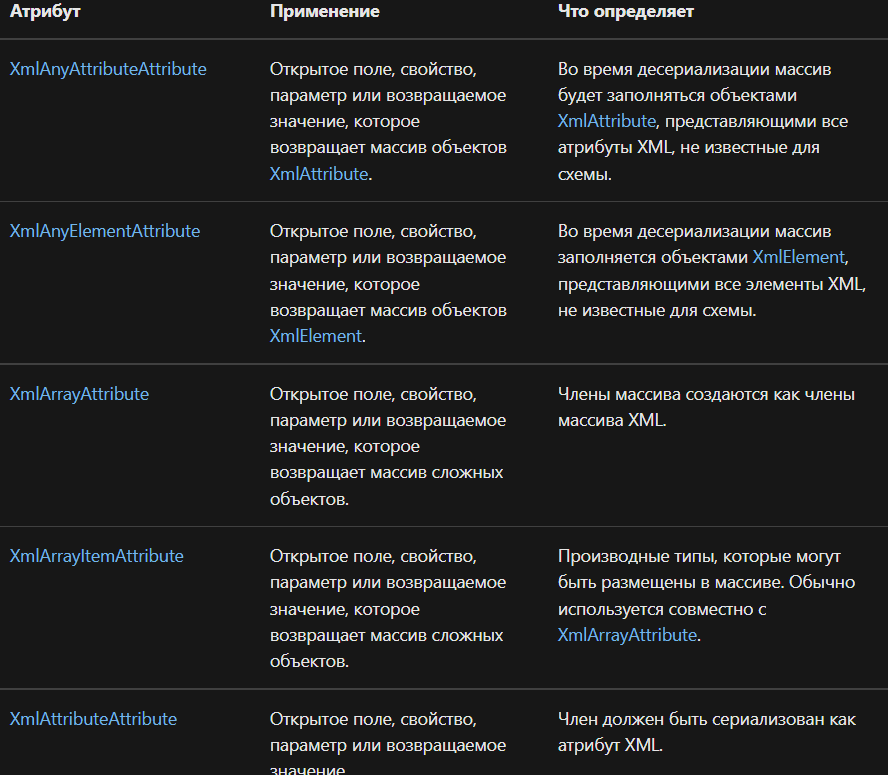 Атрибут
Применение
Что определяет
XmlAnyAttributeAttribute
Открытое поле, свойство,
параметр или возвращаемое
значение, которое
возвращает массив объектов
XmlAttribute.
Во время десериализации массив
будет заполняться объектами
XmlAttribute, представляющими все
атрибуты XML, не известные для
схемы.
XmlAnyElementAttribute
Открытое поле, свойство,
параметр или возвращаемое
значение, которое
возвращает массив объектов
XmlElement.
Во время десериализации массив
заполняется объектами XmlElement,
представляющими все элементы XML,
не известные для схемы.
XmlArrayAttribute
Открытое поле, свойство,
параметр или возвращаемое
значение, которое
возвращает массив сложных
объектов.
Члены массива создаются как члены
массива XML.
XmlArrayItemAttribute
Открытое поле, свойство,
параметр или возвращаемое
значение, которое
возвращает массив сложных
объектов.
Производные типы, которые могут
быть размещены в массиве. Обычно
используется совместно с
XmlArrayAttribute.
XmlAttributeAttribute
Открытое поле, свойство,
параметр или возвращаемое
значение.
Член должен быть сериализован как
атрибут XML.